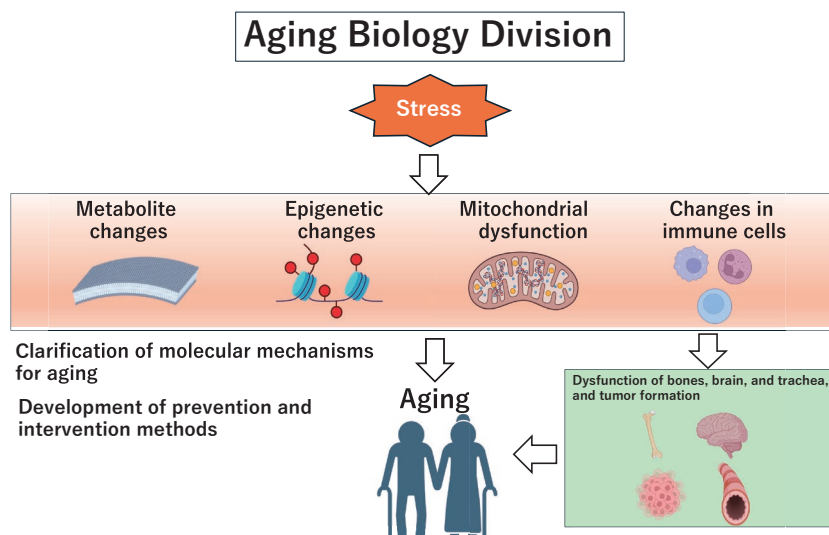 Aging Biology Division
Stress
Metabolite
changes
Epigenetic
changes
Mitochondrial
dysfunction
Changes in
immune cells
Clarification of molecular mechanisms
for aging
Development of prevention and
intervention methods
Aging
Dysfunction of bones, brain, and trachea,
and tumor formation